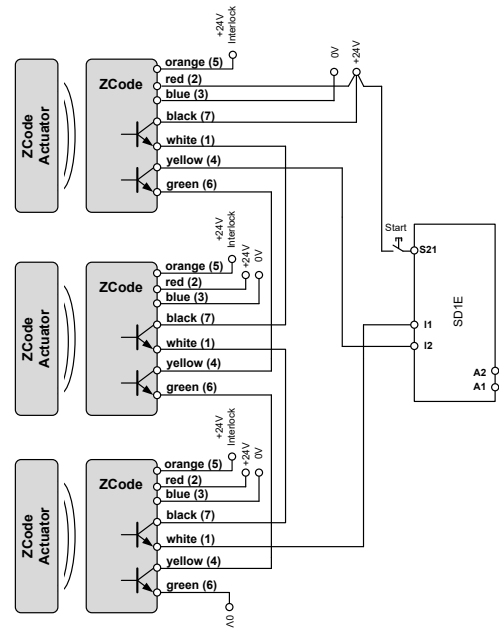 ZCode
Actuator
ZCode
orange (5)
red (2)
blue (3)
black (7)
white (1)
yellow (4)
green (6)
+24V
Interlock
0V
+24V
ZCode
Actuator
ZCode
orange (5)
red (2)
blue (3)
black (7)
white (1)
yellow (4)
green (6)
+24V
Interlock
+24V
0V
ZCode
Actuator
ZCode
orange (5)
red (2)
blue (3)
black (7)
white (1)
yellow (4)
green (6)
+24V
Interlock
+24V
0V
0V
Start
S21
I1
I2
SD1E
A2
A1